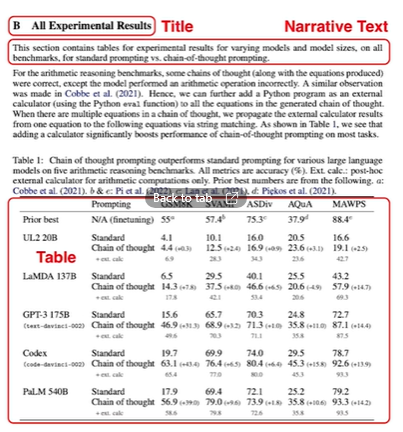 B All Experimental Results Title Narrative Text
This section contains tables for experimental results for varying models and model sizes, on all
benchmarks, for standard prompting vs. chain-of-thought prompting.
For the arithmetic reasoning benchmarks, some chains of thought (along with the equations produced)
were correct, except the model performed an arithmetic operation incorrectly. A similar observation
was made in Cobbe et al. (2021). Hence, we can further add a Python program as an external
calculator (using the Python eval function) to all the equations in the generated chain of thought.
When there are multiple equations in a chain of thought, we propagate the external calculator results
from one equation to the following equations via string matching. As shown in Table 1, we see that
adding a calculator significantly boosts performance of chain-of-thought prompting on most tasks.
Table 1: Chain of thought prompting outperforms standard prompting for various large language
models on five arithmetic reasoning benchmarks. All metrics are accuracy (%). Ext. calc.: post-hoc
external calculator for arithmetic computations only. Prior best numbers are from the following. a:
Cobbe et al. (2021). b & e: Pi et al. (2022), c: Lan et al. (2021), d: Piękos et al. (2021).
Prompting GSM8K SVAMP ASDiv AQuA MAWPS
Back to tab
Prior best N/A (finetuning) 55ᵃ 57.4ᵇ 75.3ᶜ 37.9ᵈ 88.4ᵉ
UL2 20B Standard 4.1 10.1 16.0 20.5 16.6
Table Chain of thought 4.4 (+0.3) 12.5 (+2.4) 16.9 (+0.9) 23.6 (+3.1) 19.1 (+2.5)
+ ext. calc 6.9 28.3 34.3 23.6 42.7
LaMDA 137B Standard 6.5 29.5 40.1 25.5 43.2
Chain of thought 14.3 (+7.8) 37.5 (+8.0) 46.6 (+6.5) 20.6 (-4.9) 57.9 (+14.7)
+ ext. calc 17.8 42.1 53.4 20.6 69.3
GPT-3 175B Standard 15.6 65.7 70.3 24.8 72.7
(text-davinci-002) Chain of thought 46.9 (+31.3) 68.9 (+3.2) 71.3 (+1.0) 35.8 (+11.0) 87.1 (+14.4)
+ ext. calc 49.6 70.3 71.1 35.8 87.5
Codex Standard 19.7 69.9 74.0 29.5 78.7
(code-davinci-002) Chain of thought 63.1 (+43.4) 76.4 (+6.5) 80.4 (+6.4) 45.3 (+15.8) 92.6 (+13.9)
+ ext. calc 65.4 77.0 80.0 45.3 93.3
PaLM 540B Standard 17.9 69.4 72.1 25.2 79.2
Chain of thought 56.9 (+39.0) 79.0 (+9.6) 73.9 (+1.8) 35.8 (+10.6) 93.3 (+14.2)
+ ext. calc 58.6 79.8 72.6 35.8 93.5